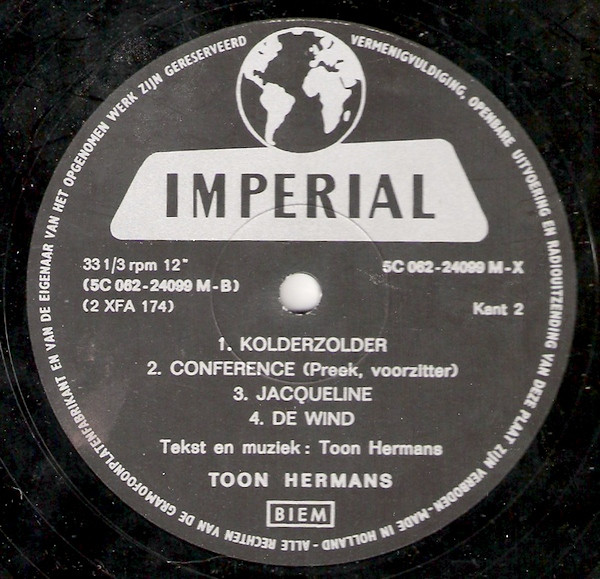 ALLE RECHTEN VAN DE GRAMOFOONPLATENFABRIKANT EN VAN DE EIGENAAR VAN HET OPGENOMEN WERK ZIJN GERESERVEERD
VERMENIGVULDIGING, OPENBARE UITVOERING EN RADIOUITZENDING VAN DEZE PLAAT ZIJN VERBODEN - MADE IN HOLLAND -
IMPERIAL
33 1/3 rpm 12"
5C 062-24099 M-X
(5C 062-24099 M-B)
(2 XFA 174)
Kant 2
1. KOLDERZOLDER
2. CONFERENCE (Preek, voorzitter)
3. JACQUELINE
4. DE WIND
Tekst en muziek: Toon Hermans
TOON HERMANS
BIEM